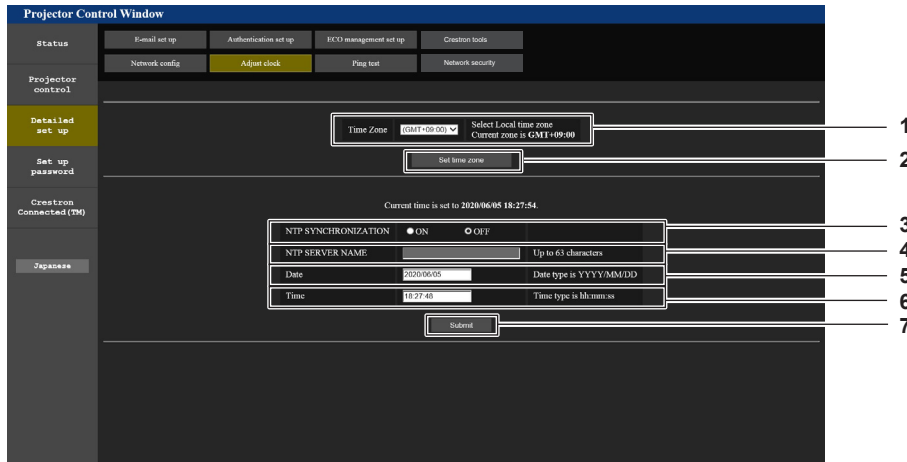 Projector Control Window
Status
E-mail set up
Authentication set up
ECO management set up
Crestron tools
Network config
Adjust clock
Ping test
Network security
Projector
control
Detailed
set up
Set up
password
Crestron
Connected(TM)
Japanese
Time Zone
(GMT+09:00)
Select Local time zone
Current zone is GMT+09:00
1
Set time zone
2
Current time is set to 2020/06/05 18:27:54.
NTP SYNCHRONIZATION ON OFF
3
NTP SERVER NAME Up to 63 characters
4
Date 2020/06/05 Date type is YYYY/MM/DD
5
Time 18:27:48 Time type is hh:mm:ss
6
Submit
7